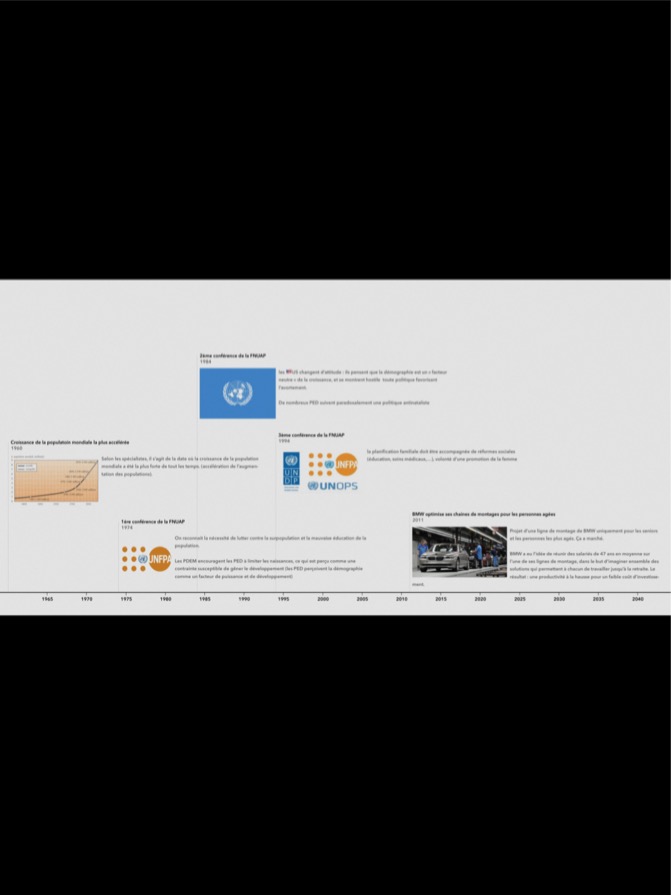 2ème conférence de la FNUAP
1984
les US changent d'attitude : ils pensent que la démographie est un « facteur
neutre » de la croissance, et se montrent hostile toute politique favorisant
l'avortement.
De nombreux PED suivent paradoxalement une politique antinataliste
3ème conférence de la FNUAP
1994
la planification familiale doit être accompagnée de réformes sociales
(éducation, soins médicaux,...), volonté d'une promotion de la femme
U N
D P
UNFPA
UNOPS
Croissance de la populatoin mondiale la plus accélérée
1960
Selon les spécialistes, il s'agit de la date où la croissance de la population
mondiale a été la plus forte de tout les temps. (accélération de l'augmen-
tation des populations).
1ère conférence de la FNUAP
1974
UNFPA
On reconnait la nécessité de lutter contre la surpopulation et la mauvaise éducation de la
population.
Les PDEM encouragent les PED à limiter les naissances, ce qui est perçu comme une
contrainte susceptible de gérer le développement (les PED perçoivent la démographie
comme un facteur de puissance et de développement).
BMW optimise ses chaines de montages pour les personnes agées
2011
Projet d'une ligne de montage de BMW uniquement pour les seniors
et les personnes les plus agés. Ça a marché.
BMW a eu l'idée de réunir des salariés de 47 ans en moyenne sur
l'une de ses lignes de montage, dans le but d'imaginer ensemble des
solutions qui permettent à chacun de travailler jusqu'à la retraite. Le
résultat : une productivité à la hausse pour un faible coût d'investisse-
ment.
1965 1970 1975 1980 1985 1990 1995 2000 2005 2010 2015 2020 2025 2030 2035 2040